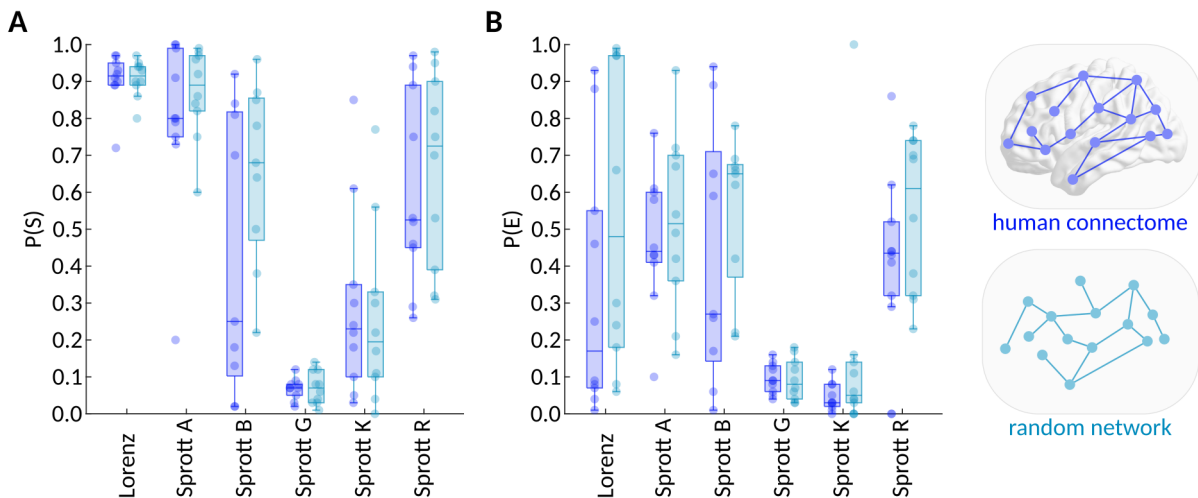 A
B
P(S)
1.0
0.9
0.8
0.7
0.6
0.5
0.4
0.3
0.2
0.1
0.0
Lorenz
Sprott A
Sprott B
Sprott G
Sprott K
Sprott R
P(E)
1.0
0.9
0.8
0.7
0.6
0.5
0.4
0.3
0.2
0.1
0.0
Lorenz
Sprott A
Sprott B
Sprott G
Sprott K
Sprott R
human connectome
random network